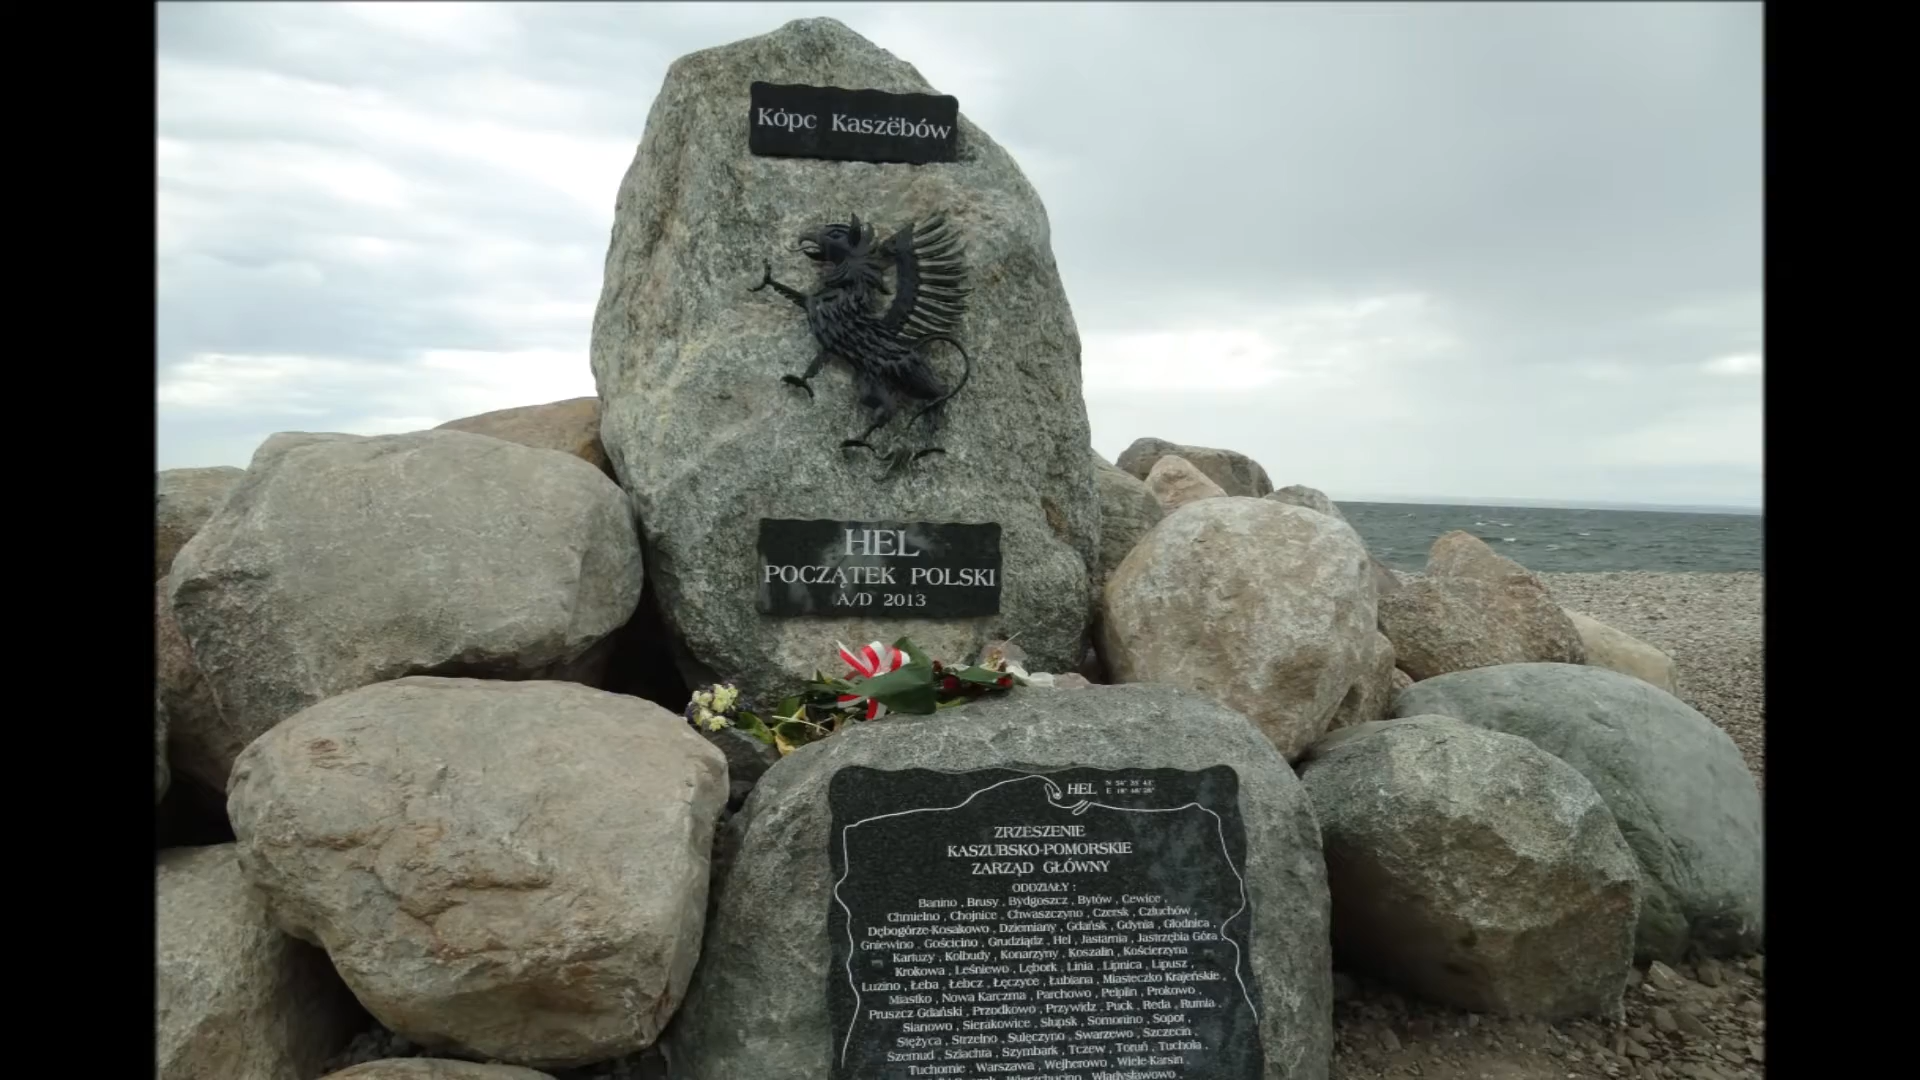 Kòpc Kaszëbów
HEL
POCZĄTEK POLSKI
A/D 2013
HEL
ZRZESZENIE
KASZUBSKO-POMORSKIE
ZARZĄD GŁÓWNY
ODDZIAŁY :
Banino , Brusy , Bydgoszcz , Bytów , Cewice ,
Chmielno , Chojnice , Chwaszczyno , Czersk , Człuchów ,
Dębogórze-Kosakowo , Dziemiany , Gdańsk , Gdynia , Głodnica ,
Gniewino , Gościcino , Grudziądz , Hel , Jastarnia , Jastrzębia Góra ,
Kartuzy , Kolbudy , Konarzyny , Koszalin , Kościerzyna
Krokowa , Leśniewo , Lębork , Linia , Lipnica , Lipusz ,
Luzino , Łeba , Łebcz , Łęczyce , Łubiana , Miasteczko Krajeńskie ,
Miastko , Nowa Karczma , Parchowo , Pelplin , Prokowo ,
Pruszcz Gdański , Przodkowo , Przywidz , Puck , Reda , Rumia ,
Sianowo , Sierakowice , Słupsk , Somonino , Sopot ,
Stężyca , Strzelno , Sulęczyno , Swarzewo , Szczecin ,
Szemud , Szlachta , Szymbark , Tczew , Toruń , Tuchola ,
Tuchomie , Warszawa , Wejherowo , Wiele-Karsin
Wierzchucino , Władysławowo ,